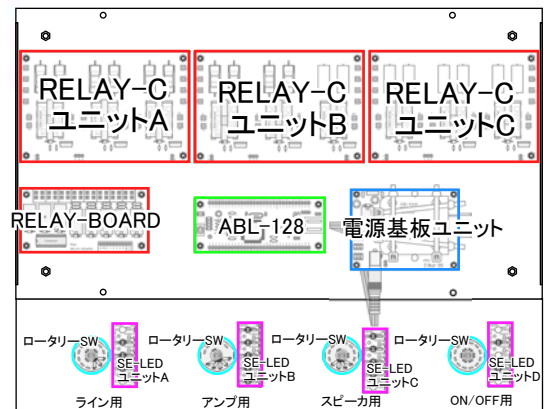 RELAY-C
ユニットA
RELAY-C
ユニットB
RELAY-C
ユニットC
RELAY-BOARD
ABL-128
電源基板ユニット
ロータリーSW
SE-LED
ユニットA
ライン用
ロータリーSW
SE-LED
ユニットB
アンプ用
ロータリーSW
SE-LED
ユニットC
スピーカ用
ロータリーSW
SE-LED
ユニットD
ON/OFF用